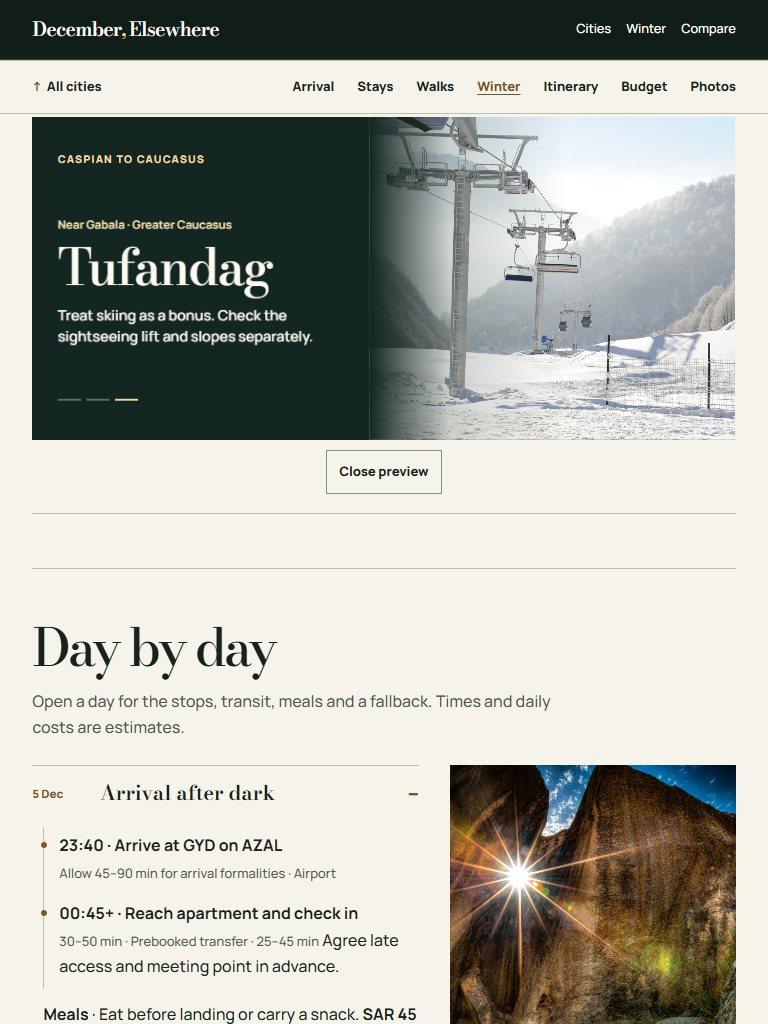 December, Elsewhere
Cities Winter Compare
↑ All cities
Arrival Stays Walks Winter Itinerary Budget Photos
CASPIAN TO CAUCASUS
Near Gabala · Greater Caucasus
Tufandag
Treat skiing as a bonus. Check the
sightseeing lift and slopes separately.
Close preview
Day by day
Open a day for the stops, transit, meals and a fallback. Times and daily
costs are estimates.
5 Dec Arrival after dark −
23:40 · Arrive at GYD on AZAL
Allow 45–90 min for arrival formalities · Airport
00:45+ · Reach apartment and check in
30–50 min · Prebooked transfer · 25–45 min Agree late
access and meeting point in advance.
Meals · Eat before landing or carry a snack. SAR 45